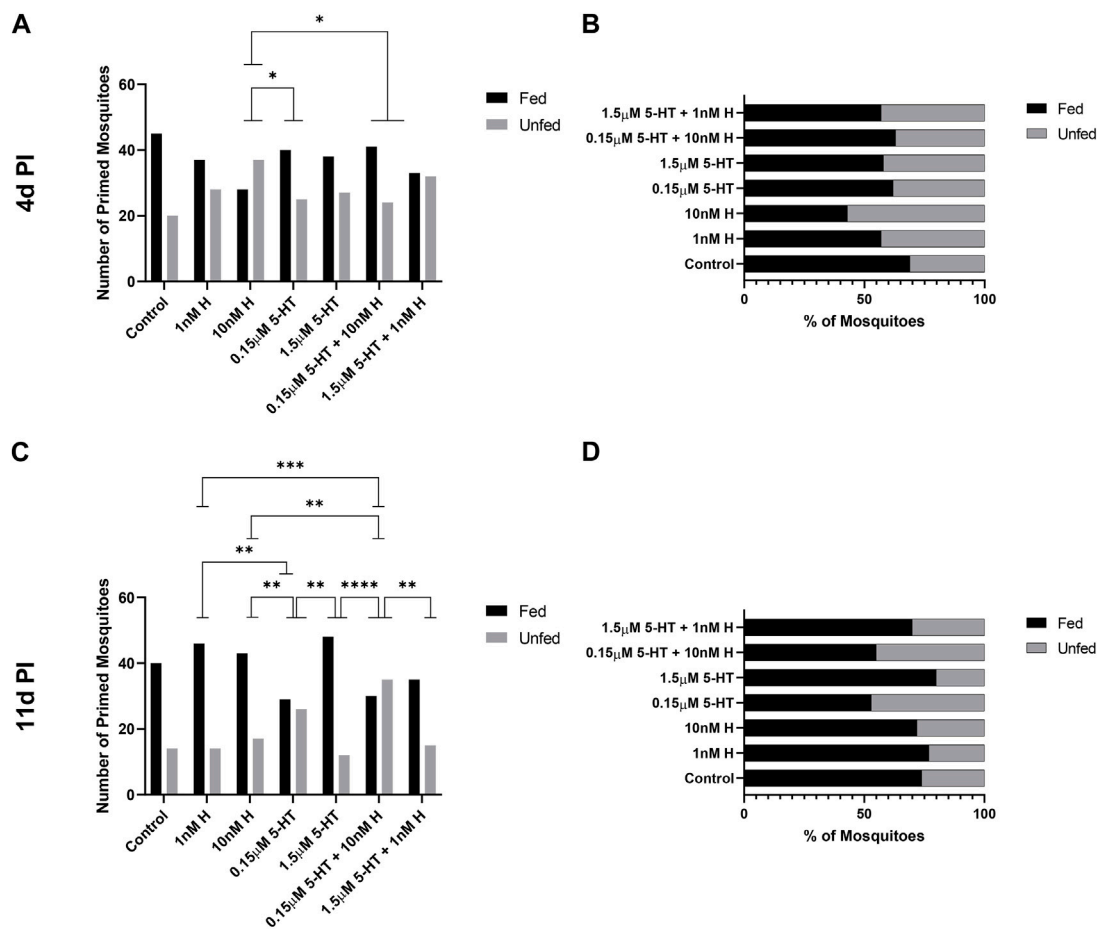 A
4d PI
Number of Primed Mosquitoes
60
40
20
0
*
*
Fed
Unfed
Control
1nM H
10nM H
0.15μM 5-HT
1.5μM 5-HT
0.15μM 5-HT + 10nM H
1.5μM 5-HT + 1nM H
B
1.5μM 5-HT + 1nM H
0.15μM 5-HT + 10nM H
1.5μM 5-HT
0.15μM 5-HT
10nM H
1nM H
Control
0 50 100
% of Mosquitoes
Fed
Unfed
C
11d PI
Number of Primed Mosquitoes
60
40
20
0
***
**
**
** ** **** **
Fed
Unfed
Control
1nM H
10nM H
0.15μM 5-HT
1.5μM 5-HT
0.15μM 5-HT + 10nM H
1.5μM 5-HT + 1nM H
D
1.5μM 5-HT + 1nM H
0.15μM 5-HT + 10nM H
1.5μM 5-HT
0.15μM 5-HT
10nM H
1nM H
Control
0 50 100
% of Mosquitoes
Fed
Unfed